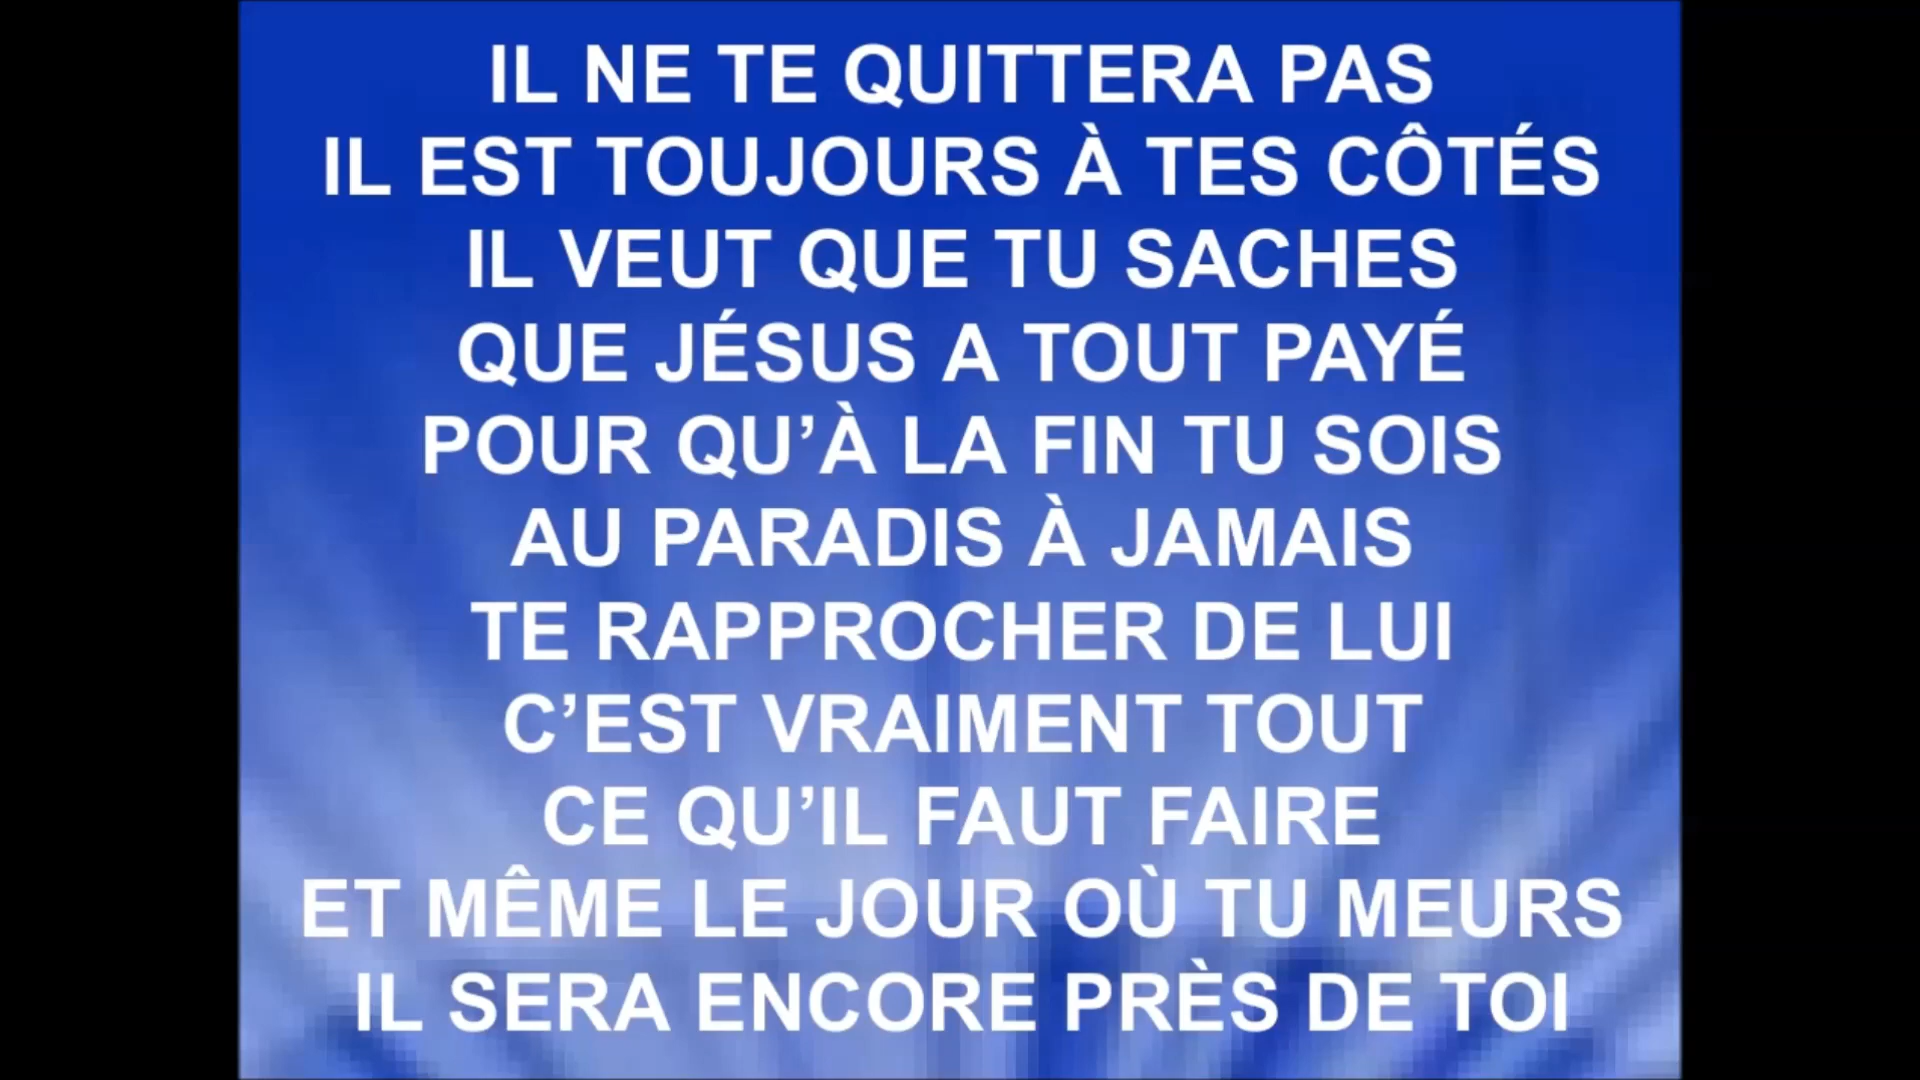 IL NE TE QUITTERA PAS
IL EST TOUJOURS À TES CÔTÉS
IL VEUT QUE TU SACHES
QUE JÉSUS A TOUT PAYÉ
POUR QU’À LA FIN TU SOIS
AU PARADIS À JAMAIS
TE RAPPROCHER DE LUI
C’EST VRAIMENT TOUT
CE QU’IL FAUT FAIRE
ET MÊME LE JOUR OÙ TU MEURS
IL SERA ENCORE PRÈS DE TOI